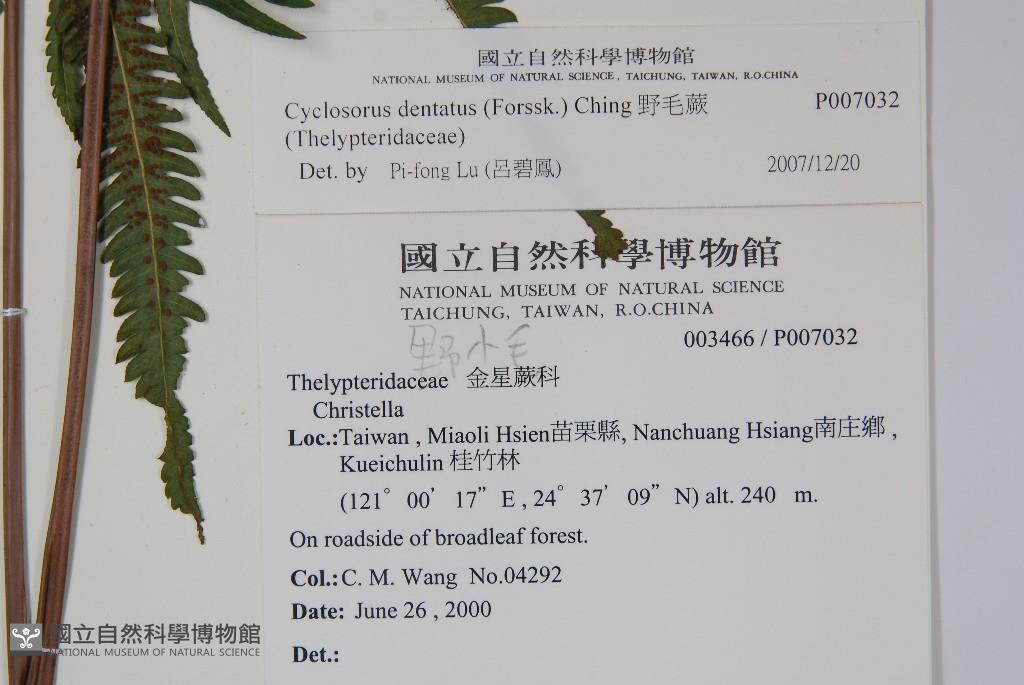 國立自然科學博物館
NATIONAL MUSEUM OF NATURAL SCIENCE, TAICHUNG, TAIWAN, R.O.CHINA
Cyclosorus dentatus (Forssk.) Ching 野毛蕨 P007032
(Thelypteridaceae)
Det. by Pi-fong Lu (呂碧鳳) 2007/12/20
國立自然科學博物館
NATIONAL MUSEUM OF NATURAL SCIENCE
TAICHUNG, TAIWAN, R.O.CHINA
野小毛
003466 / P007032
Thelypteridaceae 金星蕨科
Christella
Loc.:Taiwan , Miaoli Hsien苗栗縣, Nanchuang Hsiang南庄鄉 ,
Kueichulin 桂竹林
(121° 00’ 17” E , 24° 37’ 09” N) alt. 240 m.
On roadside of broadleaf forest.
Col.: C. M. Wang No.04292
Date: June 26 , 2000
Det.:
國立自然科學博物館
NATIONAL MUSEUM OF NATURAL SCIENCE